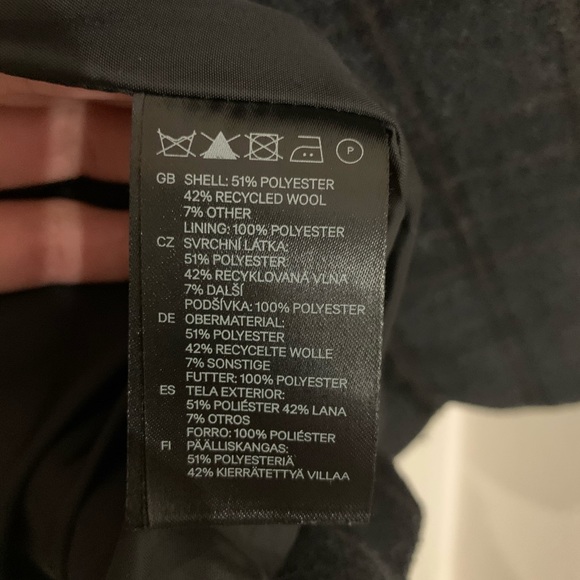 P
GB SHELL: 51% POLYESTER
42% RECYCLED WOOL
7% OTHER
LINING: 100% POLYESTER
CZ SVRCHNÍ LÁTKA:
51% POLYESTER
42% RECYKLOVANÁ VLNA
7% DALŠÍ
PODŠÍVKA: 100% POLYESTER
DE OBERMATERIAL:
51% POLYESTER
42% RECYCELTE WOLLE
7% SONSTIGE
FUTTER: 100% POLYESTER
ES TELA EXTERIOR:
51% POLIÉSTER 42% LANA
7% OTROS
FORRO: 100% POLIÉSTER
FI PÄÄLLISKANGAS:
51% POLYESTERIÄ
42% KIERRÄTETTYÄ VILLAA